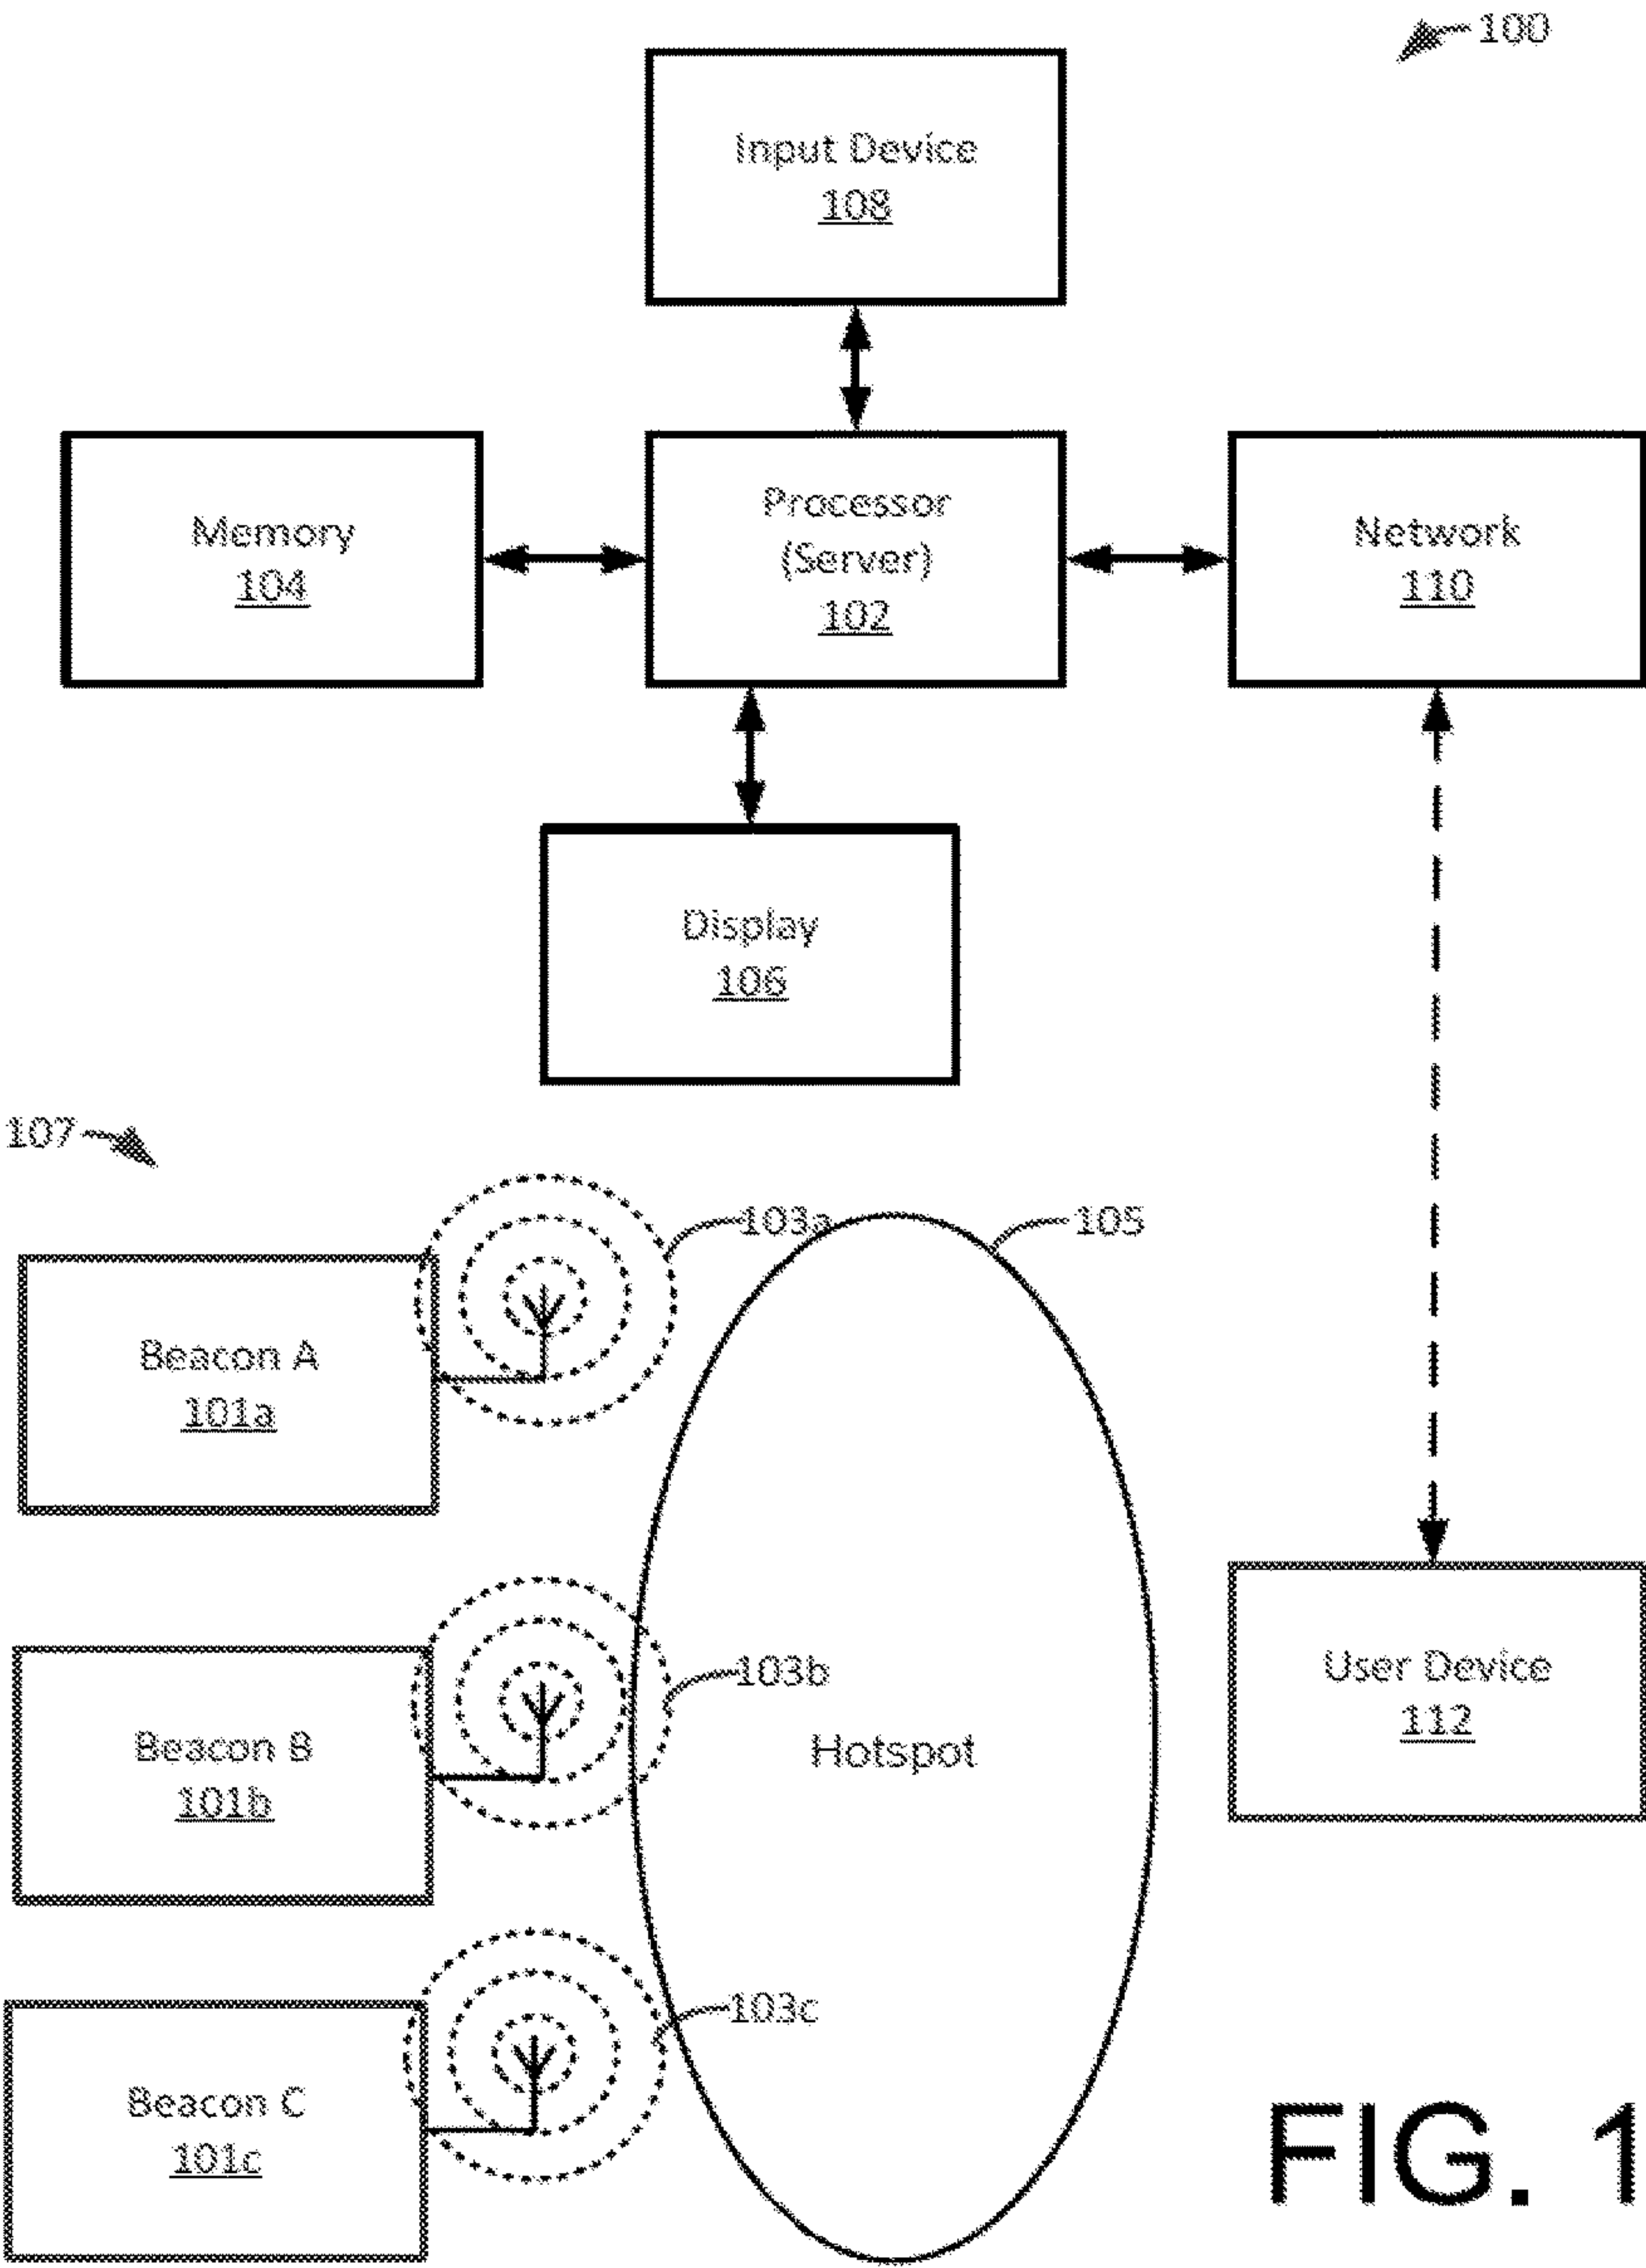 100
Input Device
108
Memory
104
Processor
(Server)
102
Network
110
Display
106
107
103a
105
Beacon A
101a
103b
Beacon B
101b
Hotspot
User Device
112
103c
Beacon C
101c
FIG. 1